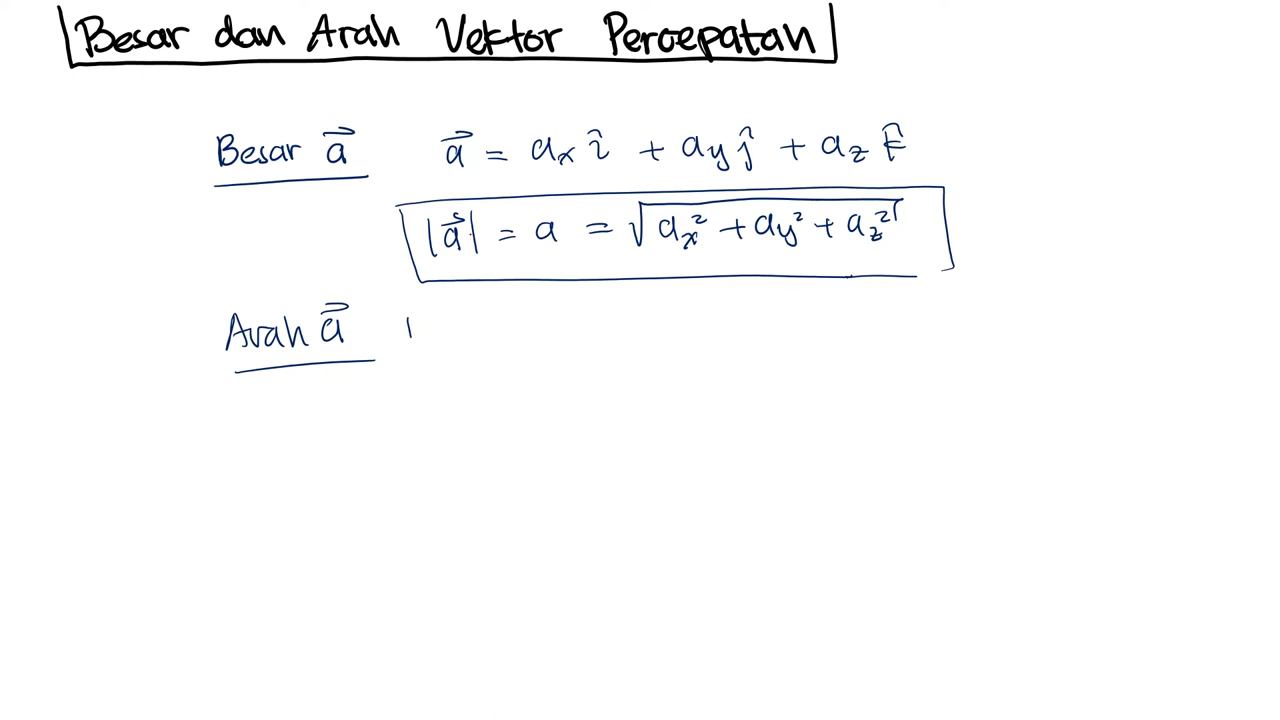 Besar dan Arah Vektor Percepatan
Besar a⃗ a⃗ = aₓ î + a_y ĵ + a_z k̂
|a⃗| = a = √(aₓ² + a_y² + a_z²)
Arah a⃗